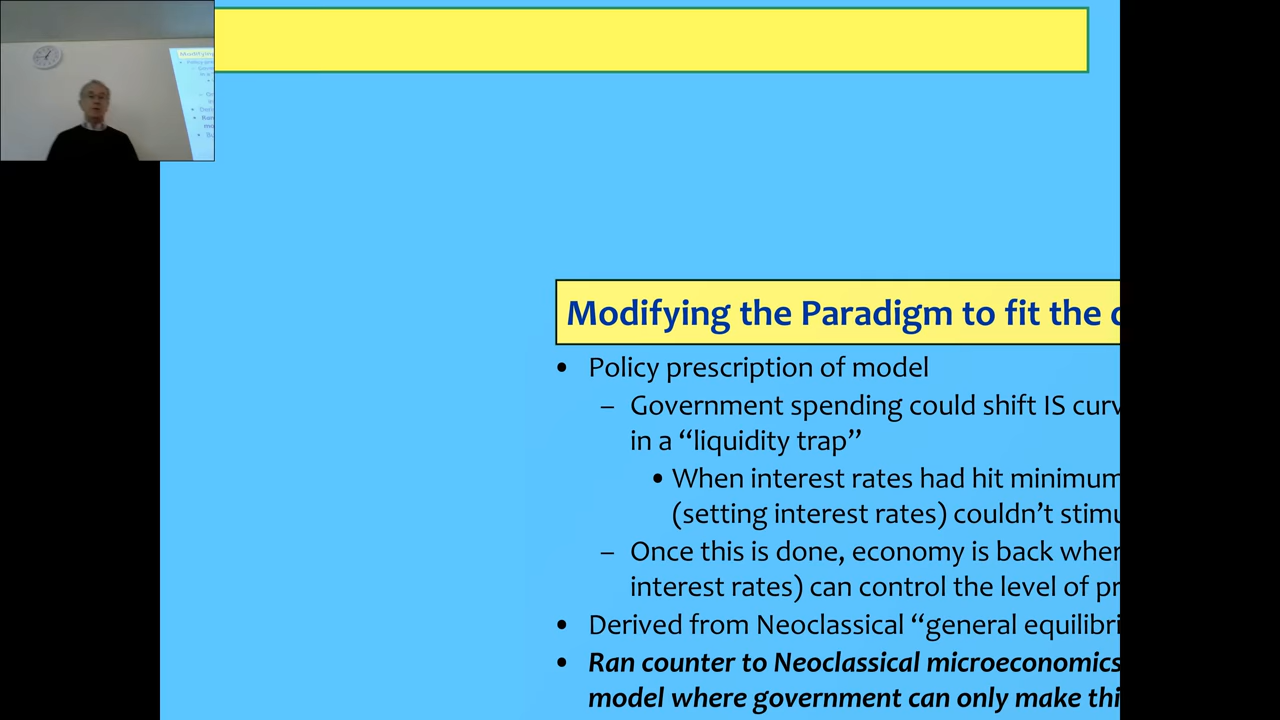 Modifying the Paradigm to fit the
• Policy prescription of model
– Government spending could shift IS curv
in a “liquidity trap”
• When interest rates had hit minimum
(setting interest rates) couldn’t stimu
– Once this is done, economy is back wher
interest rates) can control the level of pr
• Derived from Neoclassical “general equilibri
• Ran counter to Neoclassical microeconomics
model where government can only make thi